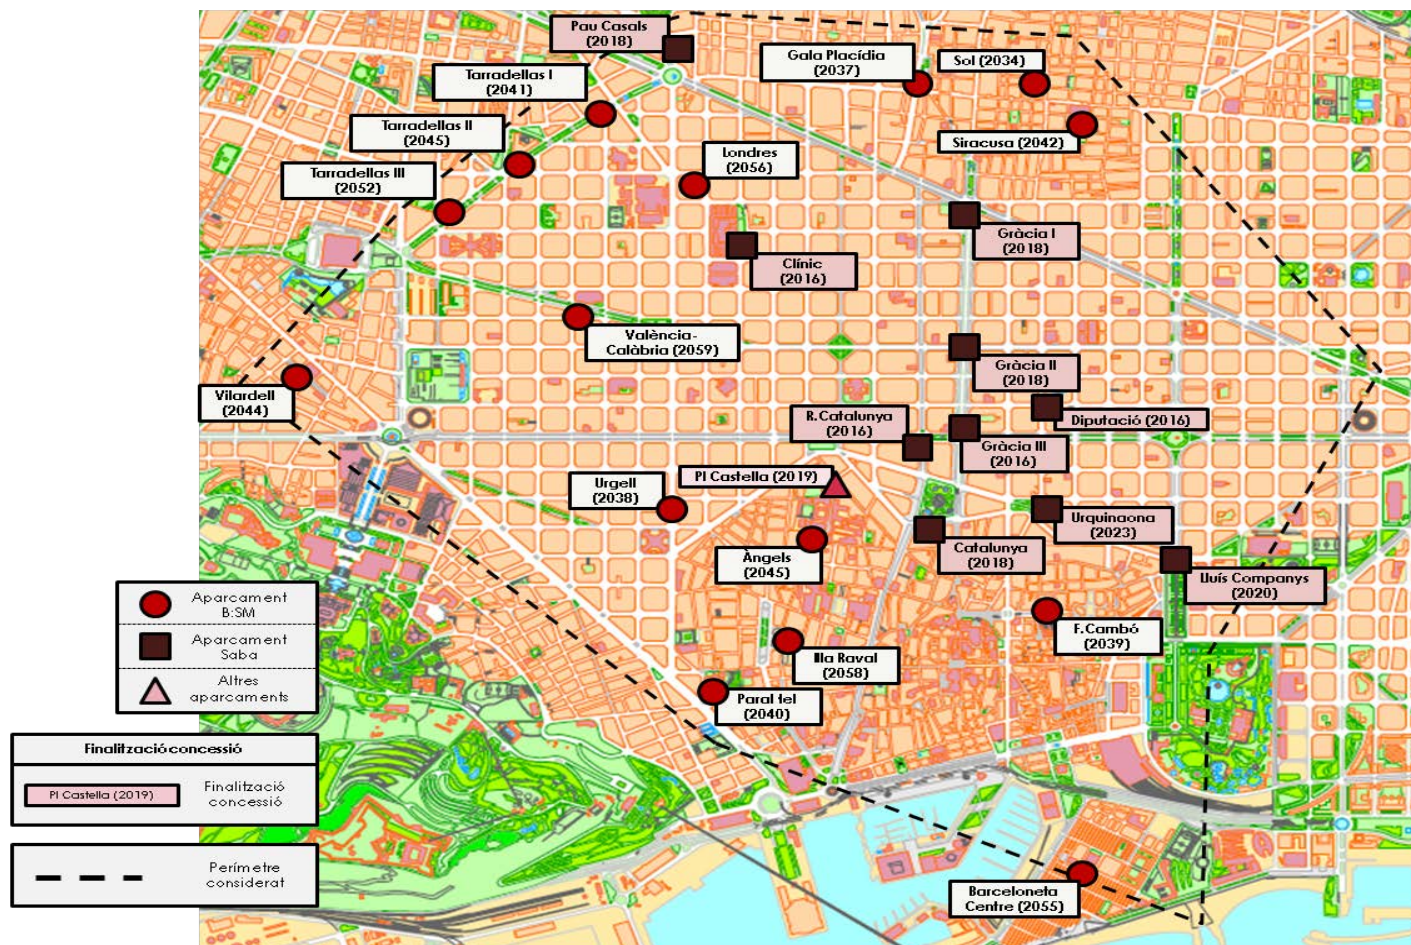 Pau Casals
(2018)
Gala Placídia
(2037)
Sol (2034)
Tarradellas I
(2041)
Tarradellas II
(2045)
Siracusa (2042)
Londres
(2056)
Tarradellas III
(2052)
Gràcia I
(2018)
Clínic
(2016)
València-
Calàbria (2059)
Gràcia II
(2018)
Vilardell
(2044)
R. Catalunya
(2016)
Diputació (2016)
Gràcia III
(2016)
Pl Castella (2019)
Urgell
(2038)
Urquinaona
(2023)
Àngels
(2045)
Catalunya
(2018)
Lluís Companys
(2020)
F. Cambó
(2039)
Illa Raval
(2058)
Paral·lel
(2040)
Barceloneta
Centre (2055)
Aparcament
B:SM
Aparcament
Saba
Altres
aparcaments
Finalització concessió
Pl Castella (2019)
Finalització
concessió
Perímetre
considerat